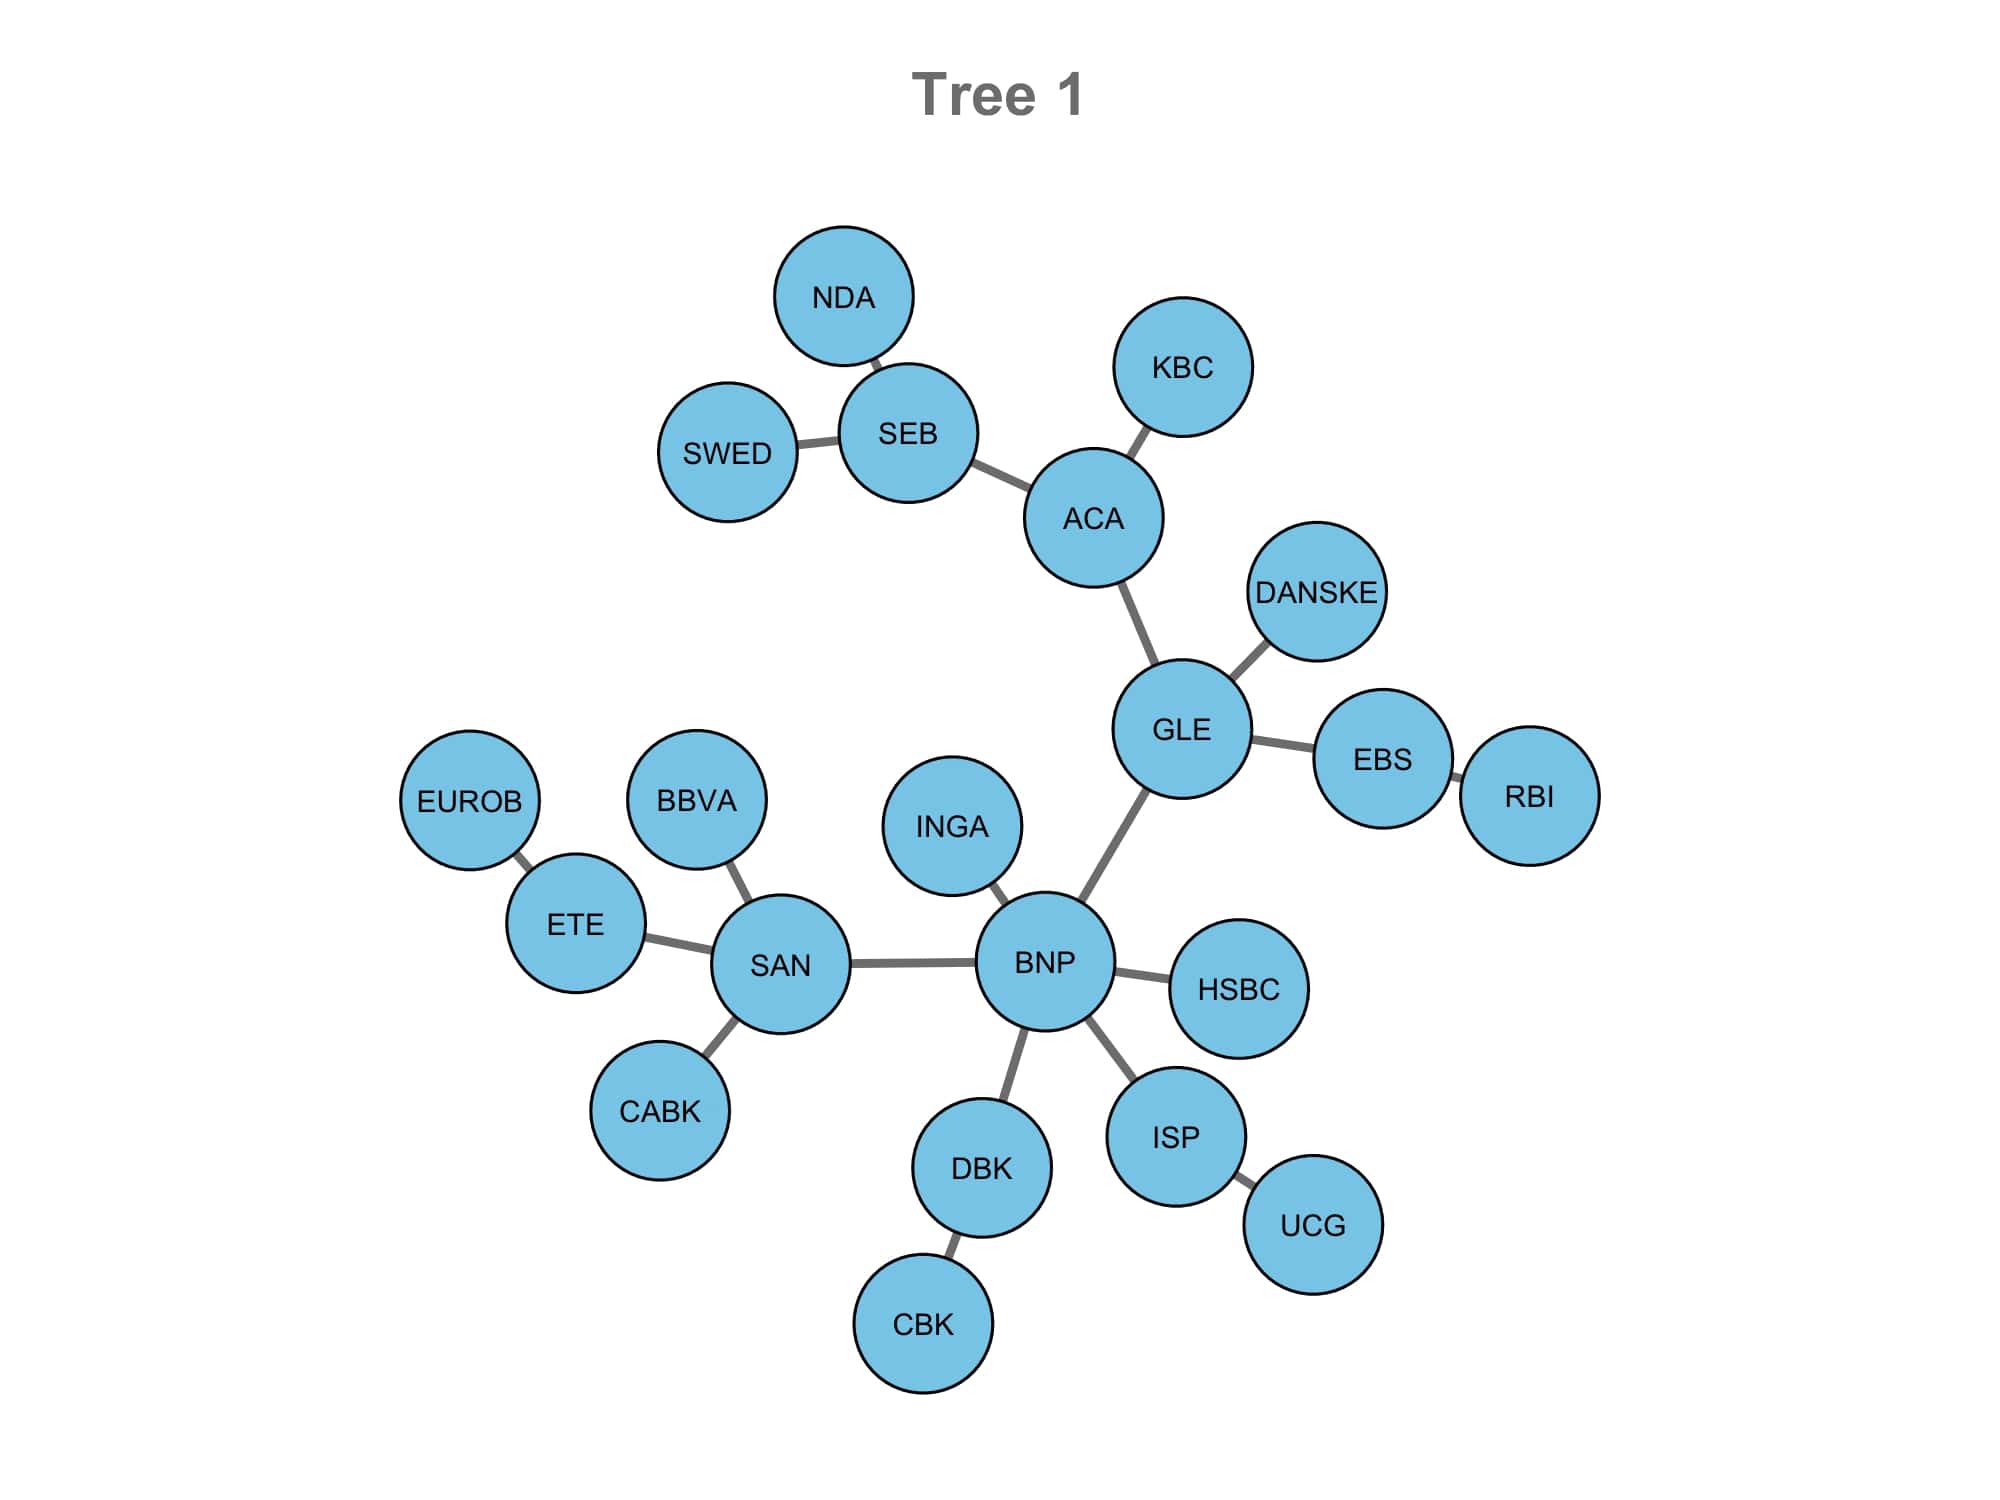 Tree 1
NDA
KBC
SEB
SWED
ACA
DANSKE
GLE
EBS
RBI
EUROB
BBVA
INGA
ETE
SAN
BNP
HSBC
CABK
ISP
DBK
UCG
CBK